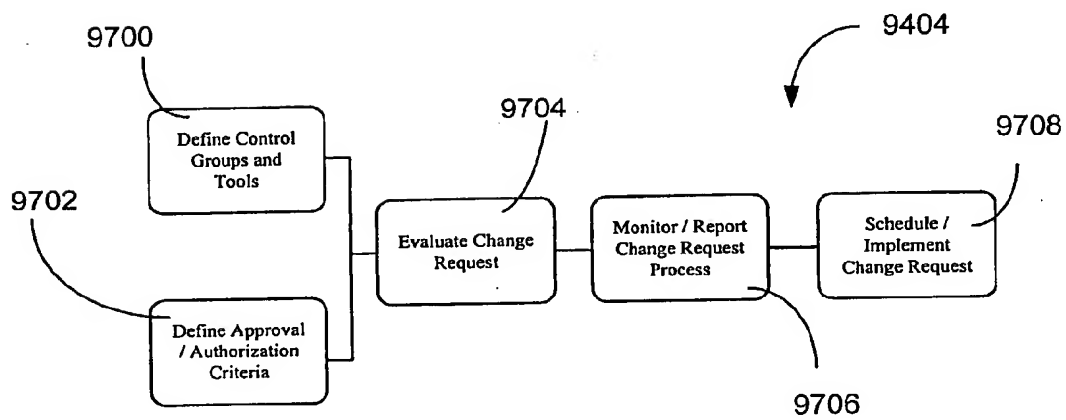 9700
9404
Define Control
Groups and
Tools
9704
9708
9702
Evaluate Change
Request
Monitor / Report
Change Request
Process
Schedule /
Implement
Change Request
Define Approval
/ Authorization
Criteria
9706